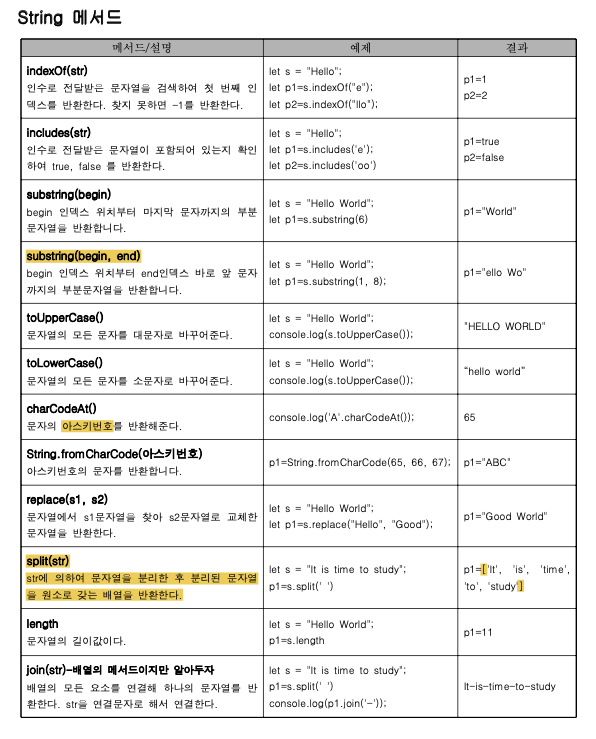 String 메서드
메서드/설명 예제 결과
indexOf(str)
인수로 전달받은 문자열을 검색하여 첫 번째 인
덱스를 반환한다. 찾지 못하면 -1를 반환한다.
let s = "Hello";
let p1=s.indexOf("e");
let p2=s.indexOf("llo");
p1=1
p2=2
includes(str)
인수로 전달받은 문자열이 포함되어 있는지 확인
하여 true, false 를 반환한다.
let s = "Hello";
let p1=s.includes('e');
let p2=s.includes('oo')
p1=true
p2=false
substring(begin)
begin 인덱스 위치부터 마지막 문자까지의 부분
문자열을 반환합니다.
let s = "Hello World";
let p1=s.substring(6)
p1="World"
substring(begin, end)
begin 인덱스 위치부터 end인덱스 바로 앞 문자
까지의 부분문자열을 반환합니다.
let s = "Hello World";
let p1=s.substring(1, 8);
p1="ello Wo"
toUpperCase()
문자열의 모든 문자를 대문자로 바꾸어준다.
let s = "Hello World";
console.log(s.toUpperCase());
"HELLO WORLD"
toLowerCase()
문자열의 모든 문자를 소문자로 바꾸어준다.
let s = "Hello World";
console.log(s.toUpperCase());
“hello world”
charCodeAt()
문자의 아스키번호를 반환해준다.
console.log('A'.charCodeAt());
65
String.fromCharCode(아스키번호)
아스키번호의 문자를 반환합니다.
p1=String.fromCharCode(65, 66, 67);
p1="ABC"
replace(s1, s2)
문자열에서 s1문자열을 찾아 s2문자열로 교체한
문자열을 반환한다.
let s = "Hello World";
let p1=s.replace("Hello", "Good");
p1="Good World"
split(str)
str에 의하여 문자열을 분리한 후 분리된 문자열
을 원소로 갖는 배열을 반환한다.
let s = "It is time to study";
p1=s.split(' ')
p1=['It', 'is', 'time',
'to', 'study']
length
문자열의 길이값이다.
let s = "Hello World";
p1=s.length
p1=11
join(str)-배열의 메서드이지만 알아두자
배열의 모든 요소를 연결해 하나의 문자열를 반
환한다. str을 연결문자로 해서 연결한다.
let s = "It is time to study";
p1=s.split(' ')
console.log(p1.join('-'));
It-is-time-to-study